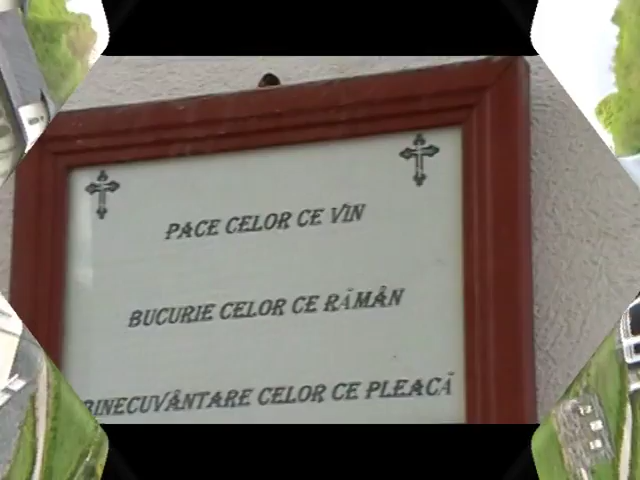 PACE CELOR CE VIN
BUCURIE CELOR CE RĂMÂN
BINECUVÂNTARE CELOR CE PLEACĂ